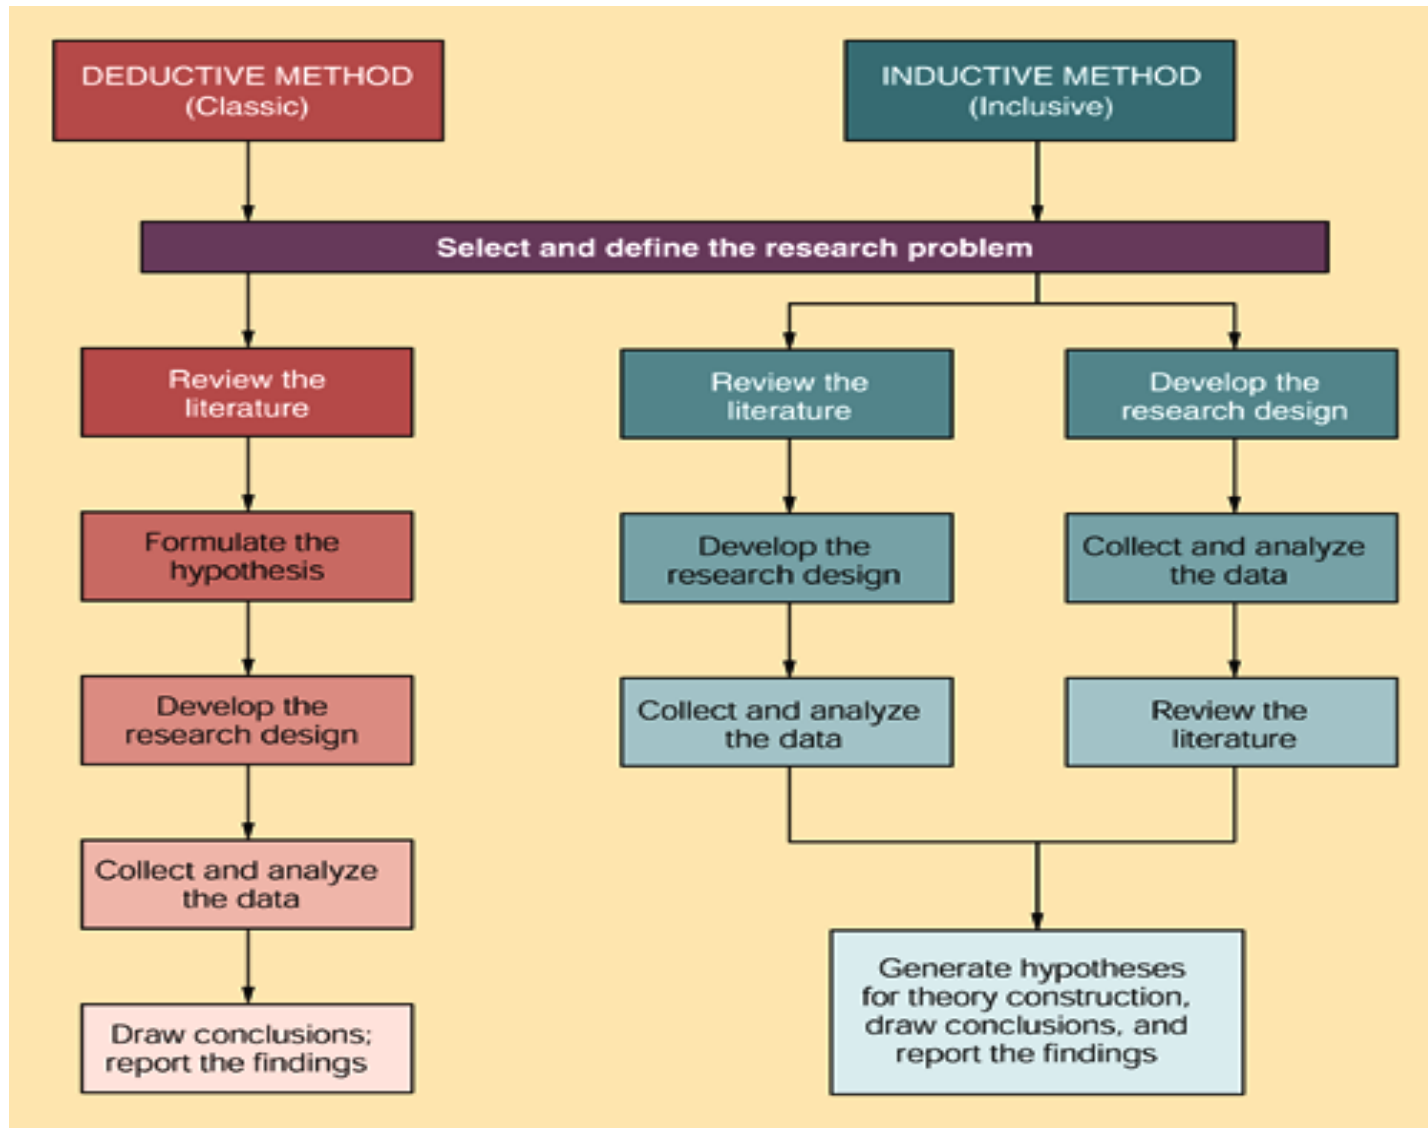 DEDUCTIVE METHOD
(Classic)
INDUCTIVE METHOD
(Inclusive)
Select and define the research problem
Review the
literature
Formulate the
hypothesis
Develop the
research design
Collect and analyze
the data
Draw conclusions;
report the findings
Review the
literature
Develop the
research design
Collect and analyze
the data
Develop the
research design
Collect and analyze
the data
Review the
literature
Generate hypotheses
for theory construction,
draw conclusions, and
report the findings